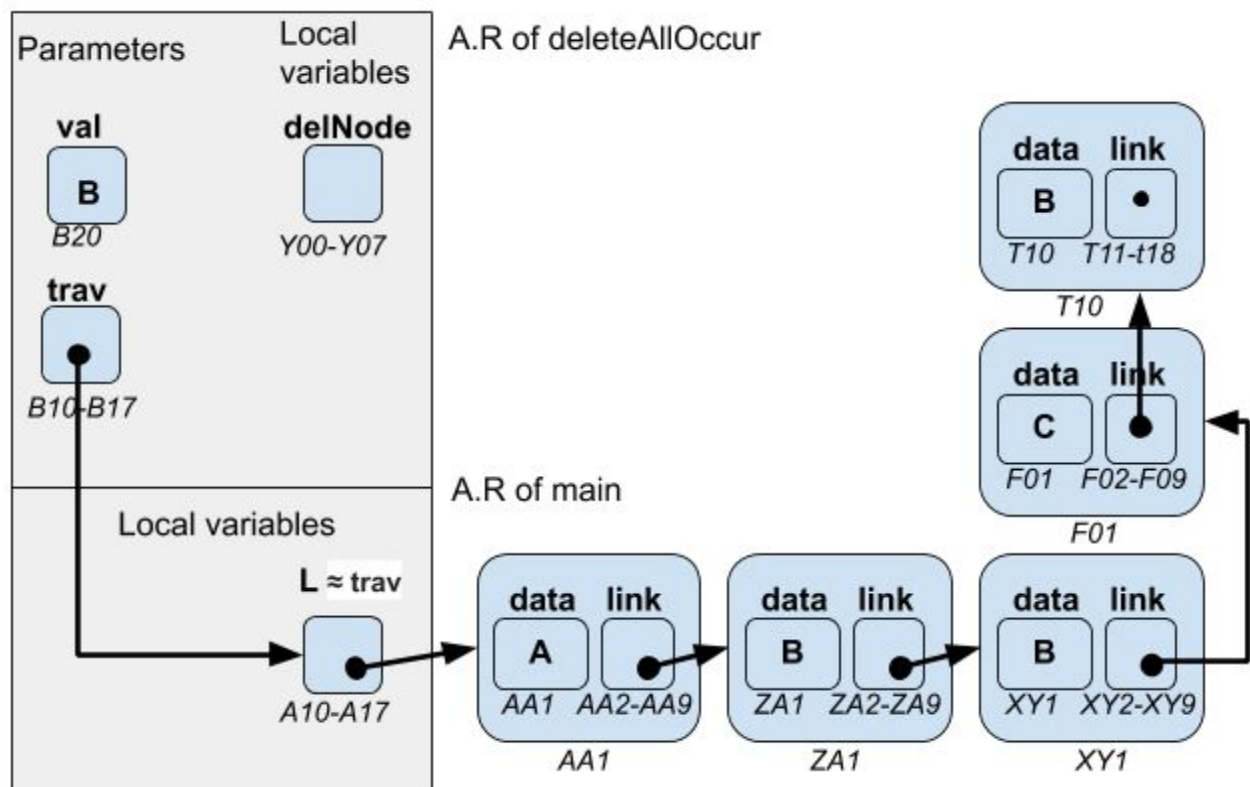 A.R of deleteAllOccur
Parameters
Local
variables
val
B
B20
delNode
Y00-Y07
trav
B10-B17
data link
B
T10 T11-t18
T10
data link
C
F01 F02-F09
F01
A.R of main
Local variables
L ≈ trav
A10-A17
data link
A
AA1 AA2-AA9
AA1
data link
B
ZA1 ZA2-ZA9
ZA1
data link
B
XY1 XY2-XY9
XY1